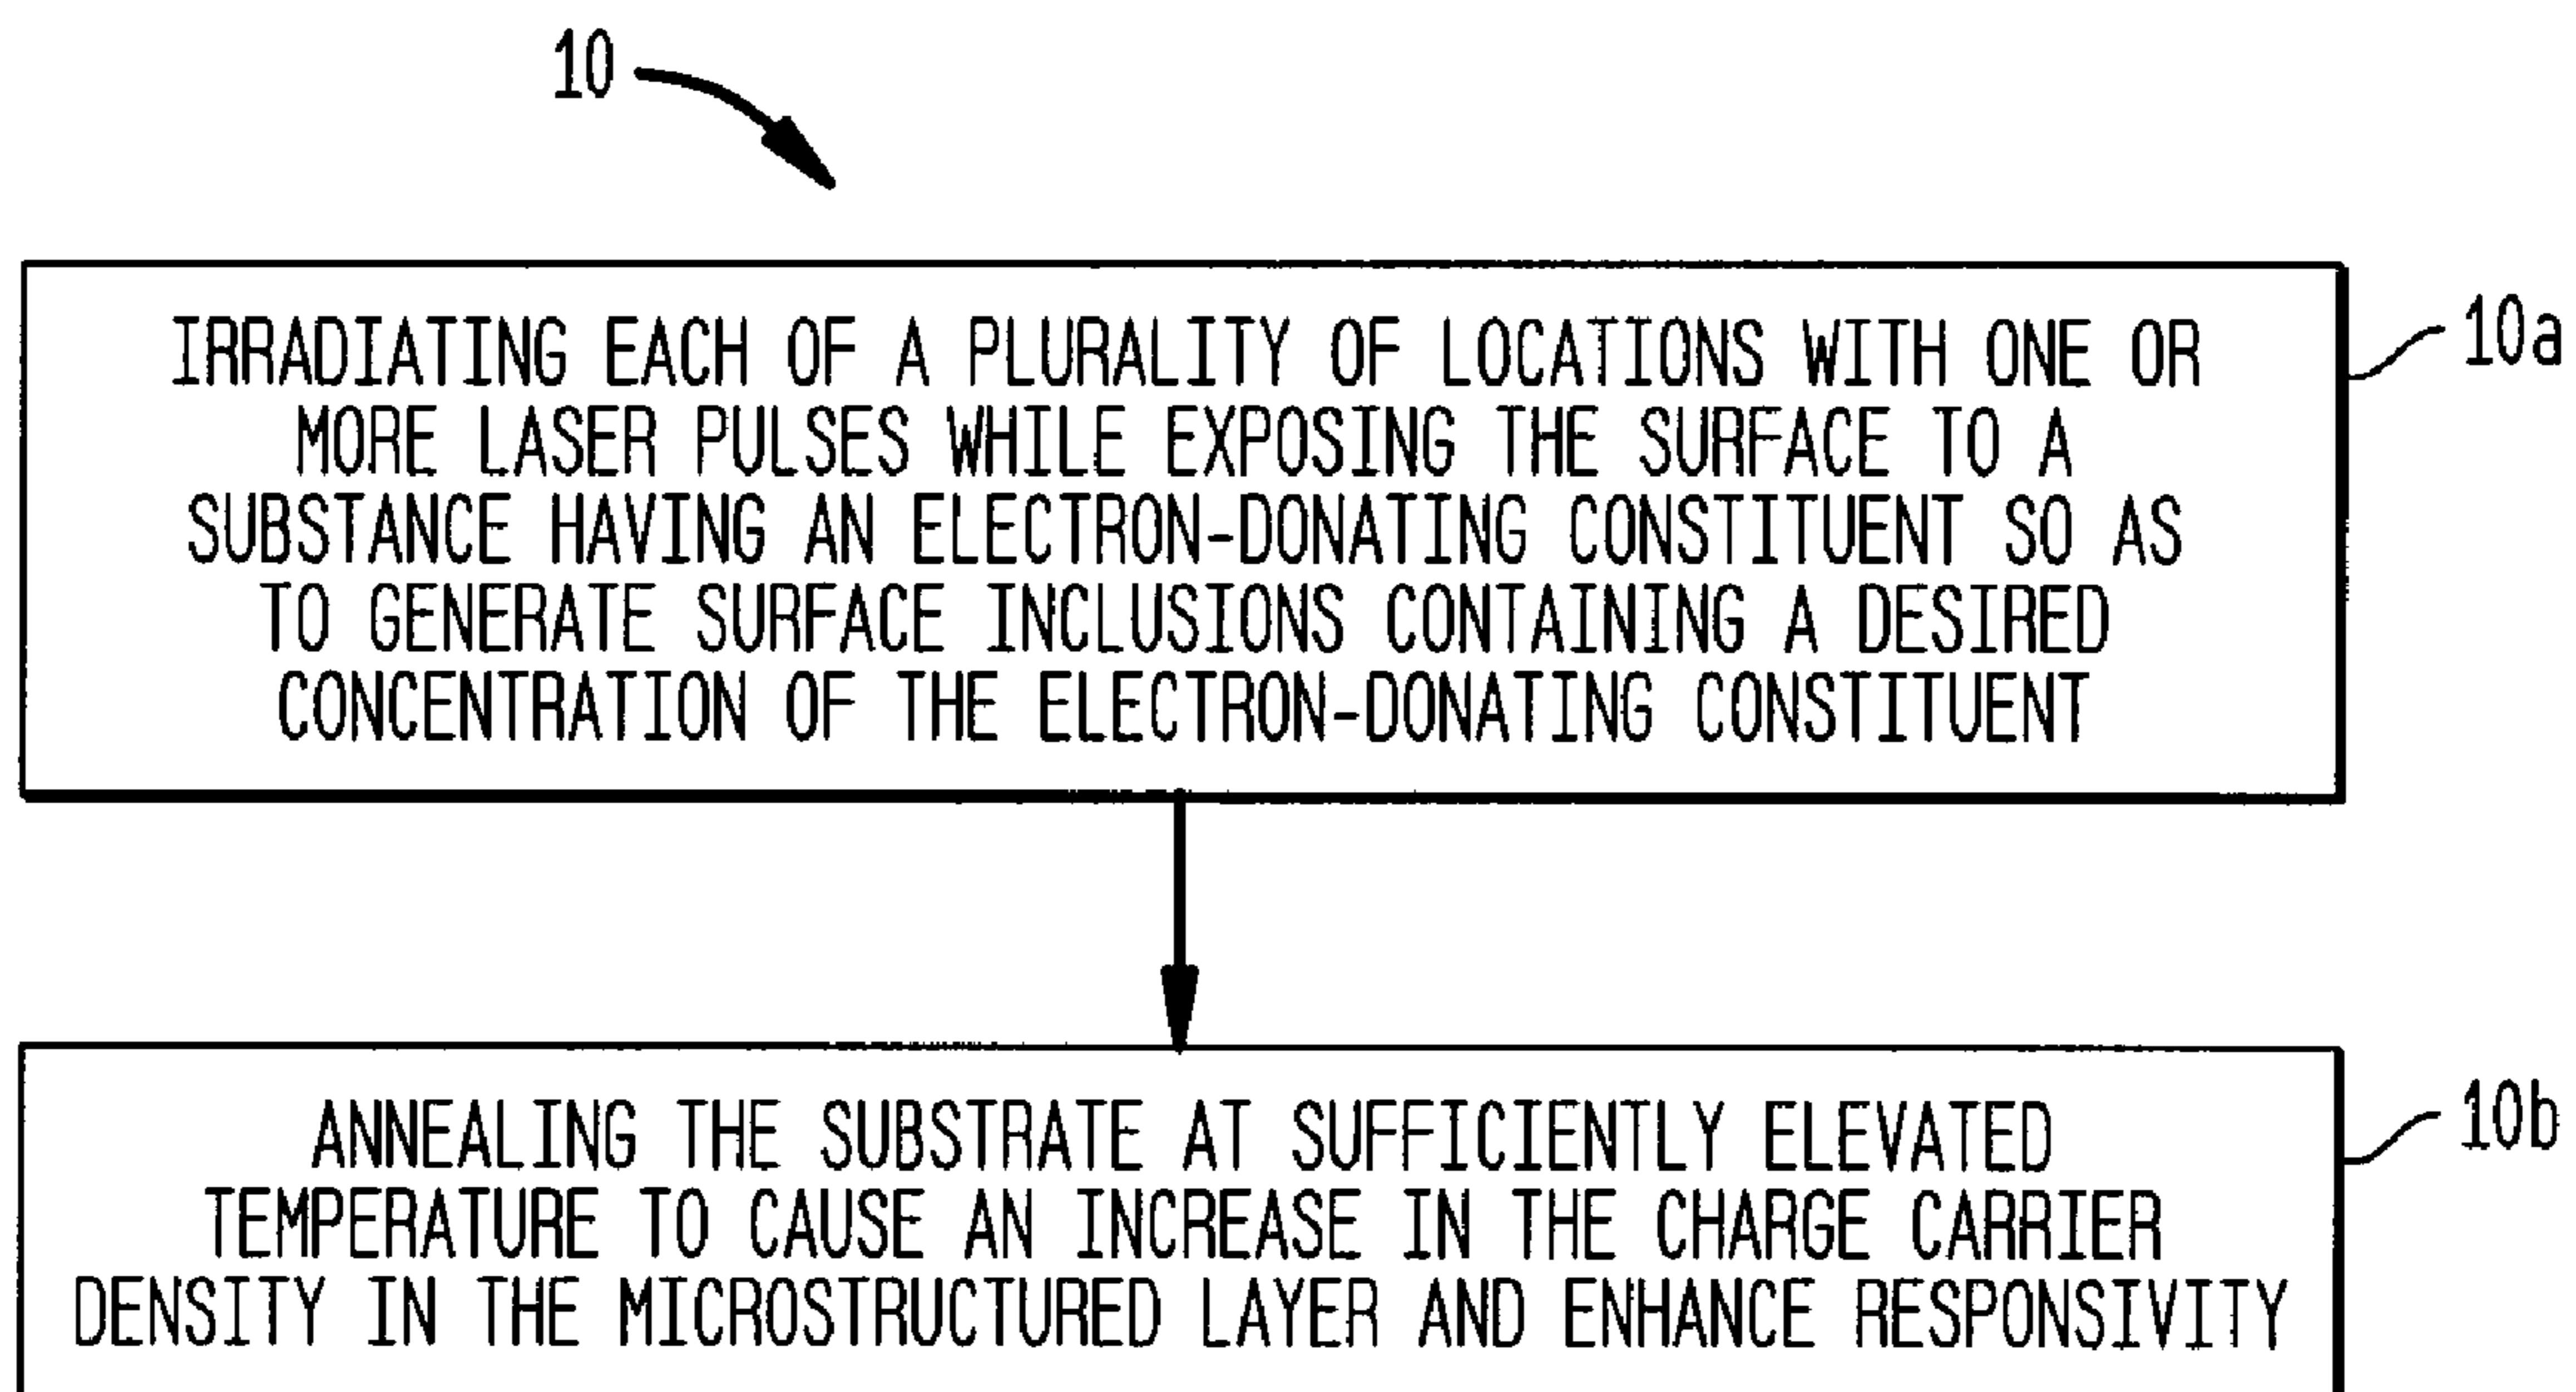 10
IRRADIATING EACH OF A PLURALITY OF LOCATIONS WITH ONE OR
MORE LASER PULSES WHILE EXPOSING THE SURFACE TO A
SUBSTANCE HAVING AN ELECTRON-DONATING CONSTITUENT SO AS
TO GENERATE SURFACE INCLUSIONS CONTAINING A DESIRED
CONCENTRATION OF THE ELECTRON-DONATING CONSTITUENT
10a
ANNEALING THE SUBSTRATE AT SUFFICIENTLY ELEVATED
TEMPERATURE TO CAUSE AN INCREASE IN THE CHARGE CARRIER
DENSITY IN THE MICROSTRUCTURED LAYER AND ENHANCE RESPONSIVITY
10b